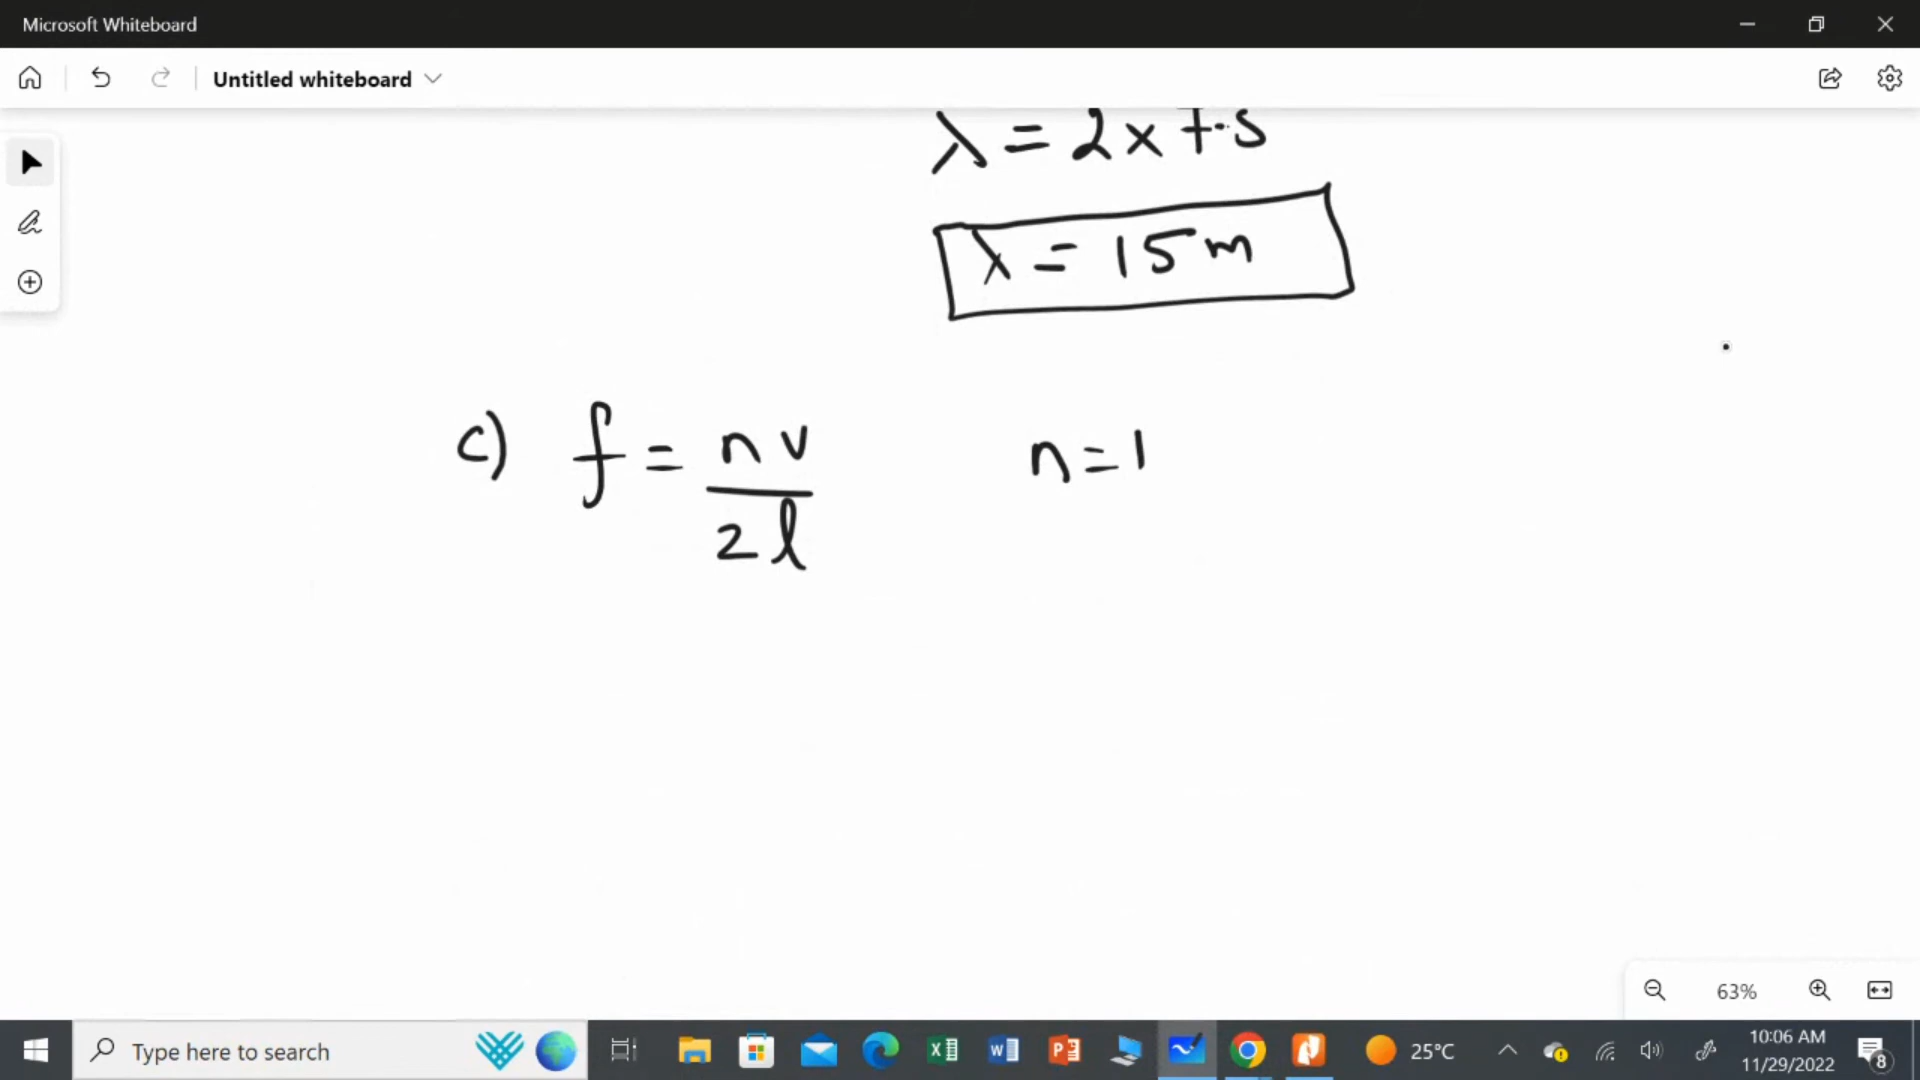 Microsoft Whiteboard
Untitled whiteboard
λ = 2 x 7.5
λ = 15 m
c) f = nv / 2l n = 1
63%
Type here to search
25°C
10:06 AM
11/29/2022
8